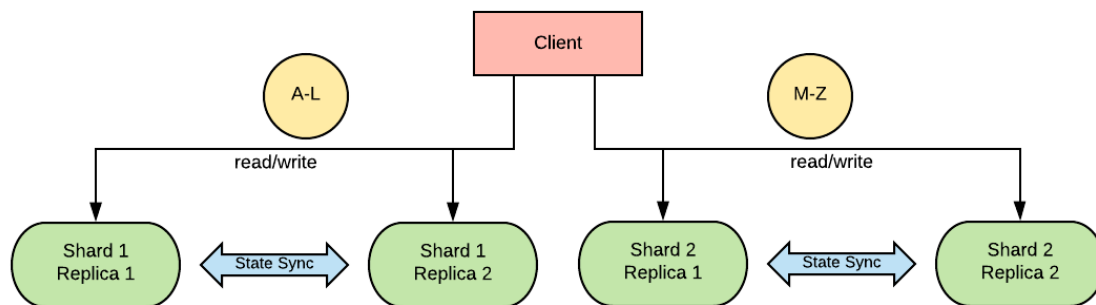 Client
A-L
M-Z
read/write
read/write
Shard 1
Replica 1
State Sync
Shard 1
Replica 2
Shard 2
Replica 1
State Sync
Shard 2
Replica 2